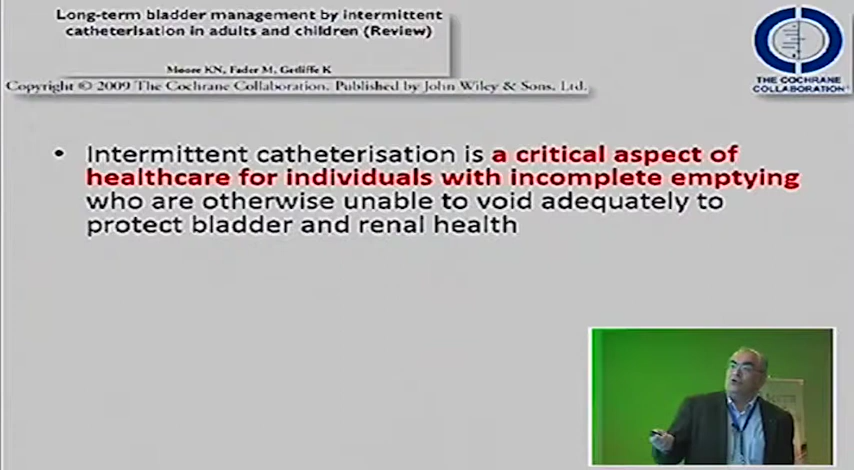 Long-term bladder management by intermittent
catheterisation in adults and children (Review)
Moore KN, Fader M, Getliffe K
Copyright © 2009 The Cochrane Collaboration. Published by John Wiley & Sons, Ltd.
THE COCHRANE
COLLABORATION®
• Intermittent catheterisation is a critical aspect of
healthcare for individuals with incomplete emptying
who are otherwise unable to void adequately to
protect bladder and renal health